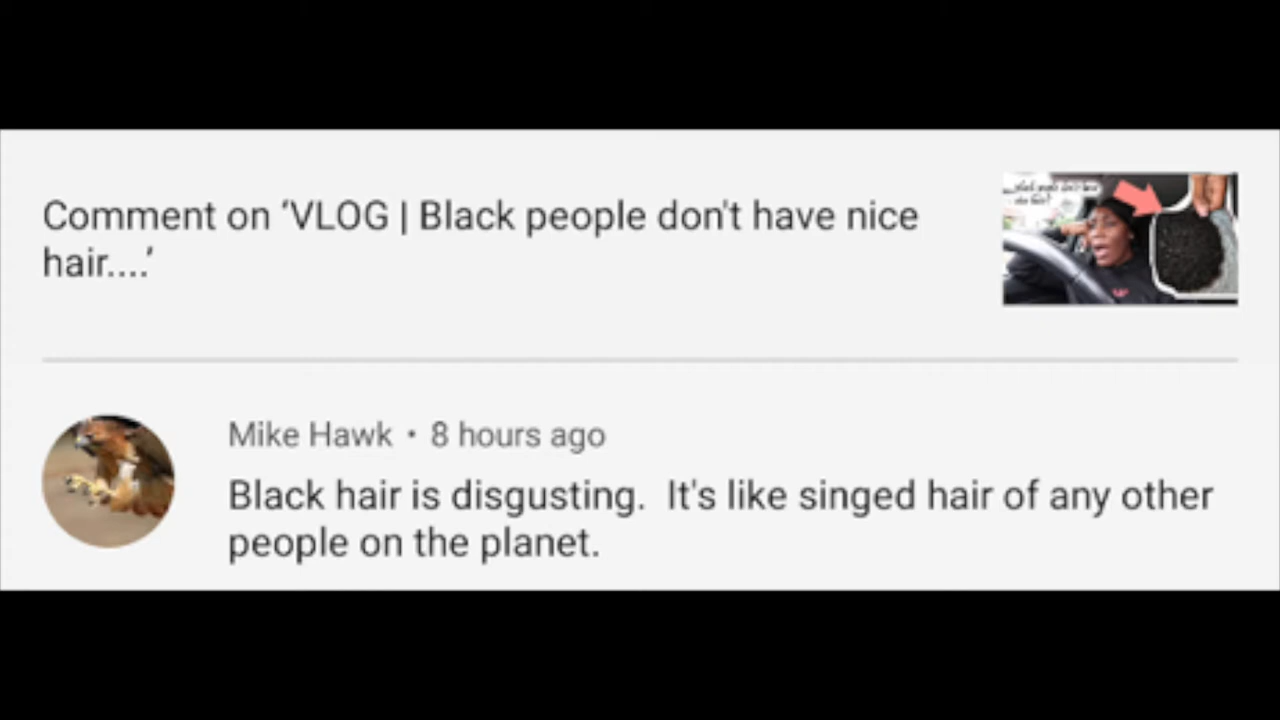 Comment on ‘VLOG | Black people don't have nice
hair....’
Mike Hawk • 8 hours ago
Black hair is disgusting.  It's like singed hair of any other
people on the planet.